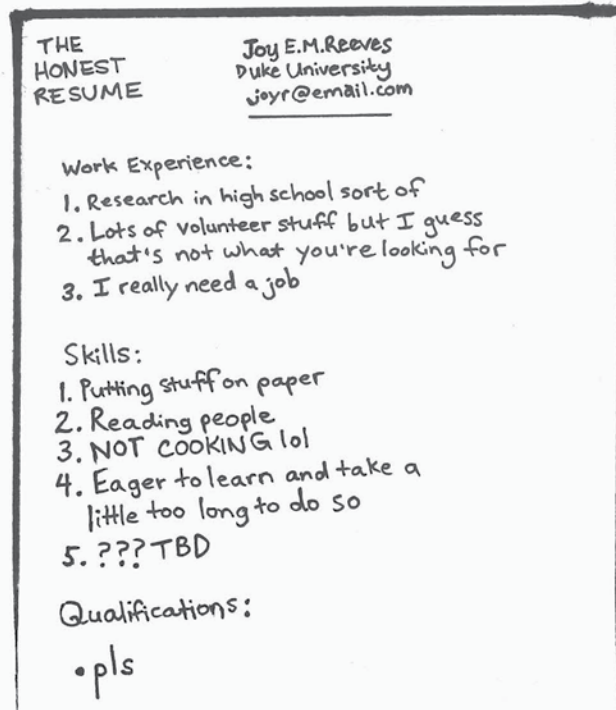 THE
HONEST
RESUME
Joy E.M.Reeves
Duke University
joyr@email.com
Work Experience:
1. Research in high school sort of
2. Lots of volunteer stuff but I guess
that's not what you're looking for
3. I really need a job
Skills:
1. Putting stuff on paper
2. Reading people
3. NOT COOKING lol
4. Eager to learn and take a
little too long to do so
5. ??? TBD
Qualifications:
• pls